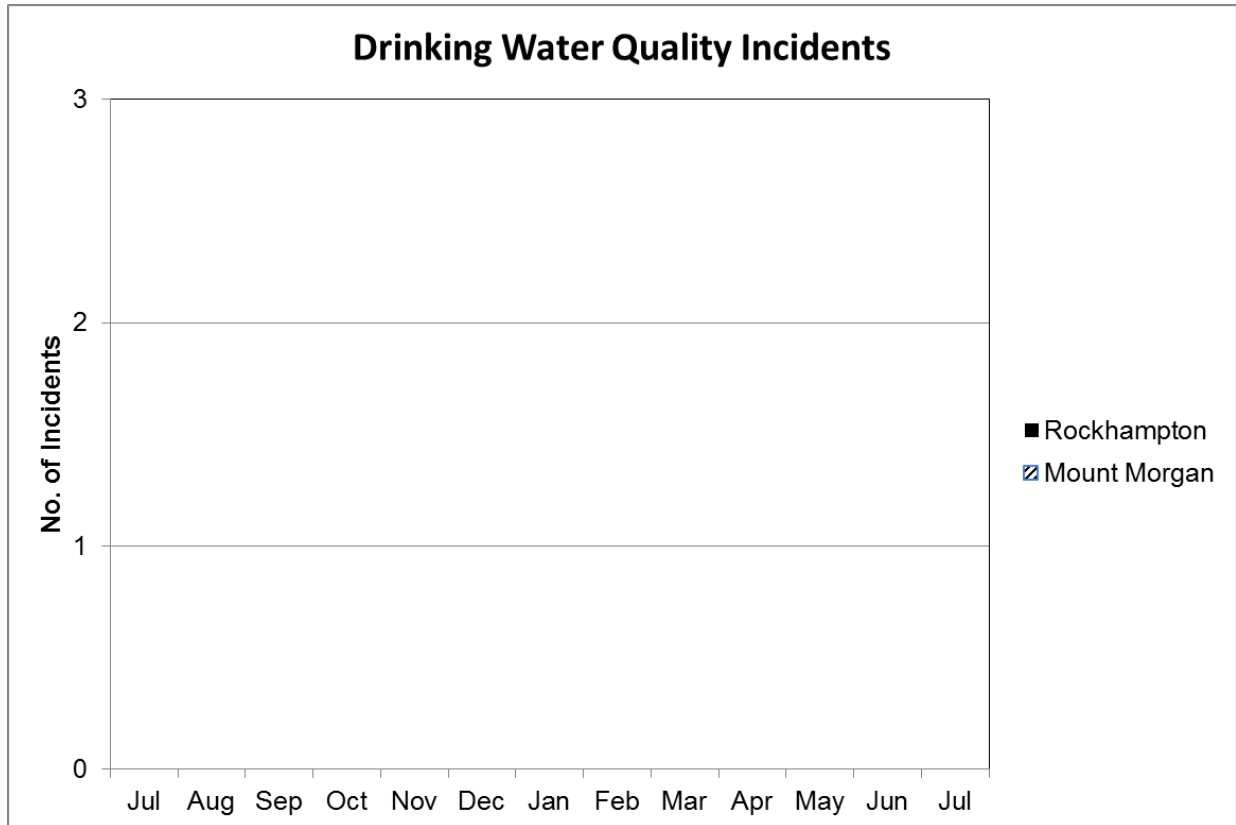 Drinking Water Quality Incidents
3
2
1
0
No. of Incidents
Jul Aug Sep Oct Nov Dec Jan Feb Mar Apr May Jun Jul
Rockhampton
Mount Morgan